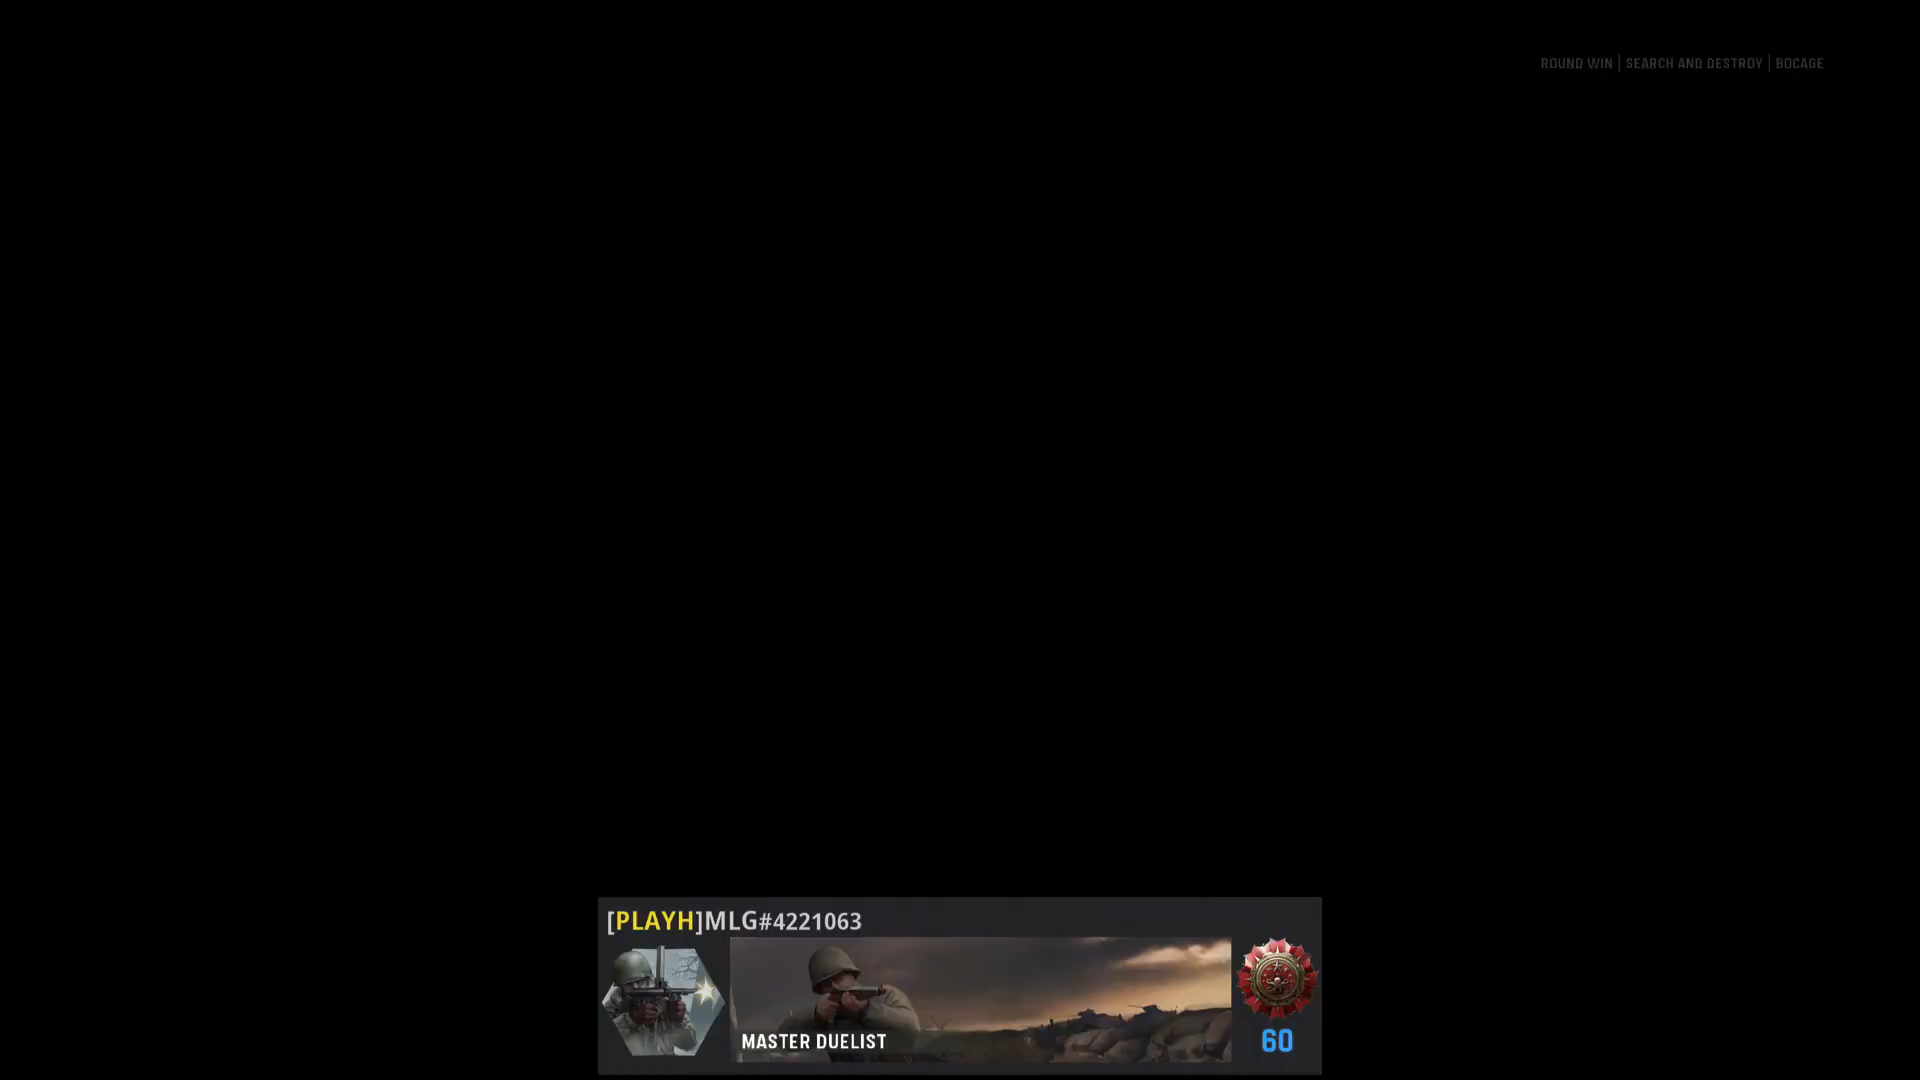 ROUND WIN | SEARCH AND DESTROY | BOCAGE
[PLAYH]MLG#4221063
MASTER DUELIST
60